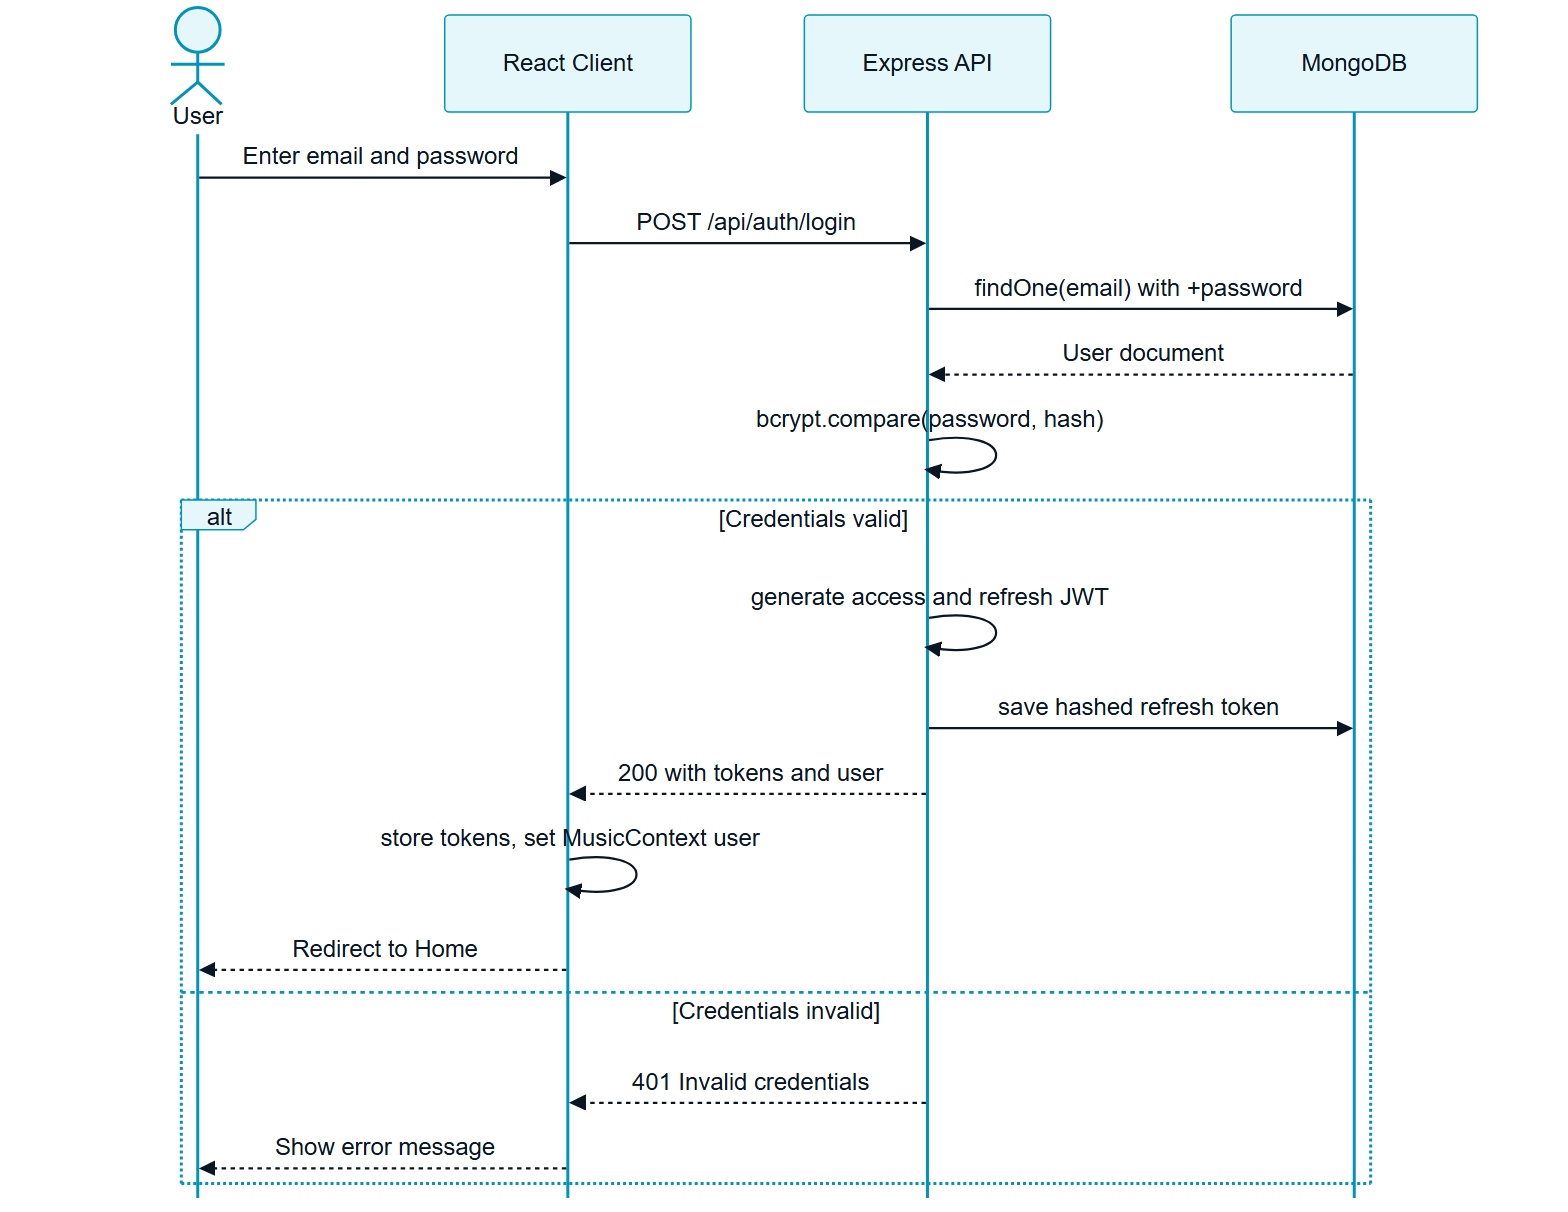 User
React Client
Express API
MongoDB
Enter email and password
POST /api/auth/login
findOne(email) with +password
User document
bcrypt.compare(password, hash)
alt
[Credentials valid]
generate access and refresh JWT
save hashed refresh token
200 with tokens and user
store tokens, set MusicContext user
Redirect to Home
[Credentials invalid]
401 Invalid credentials
Show error message